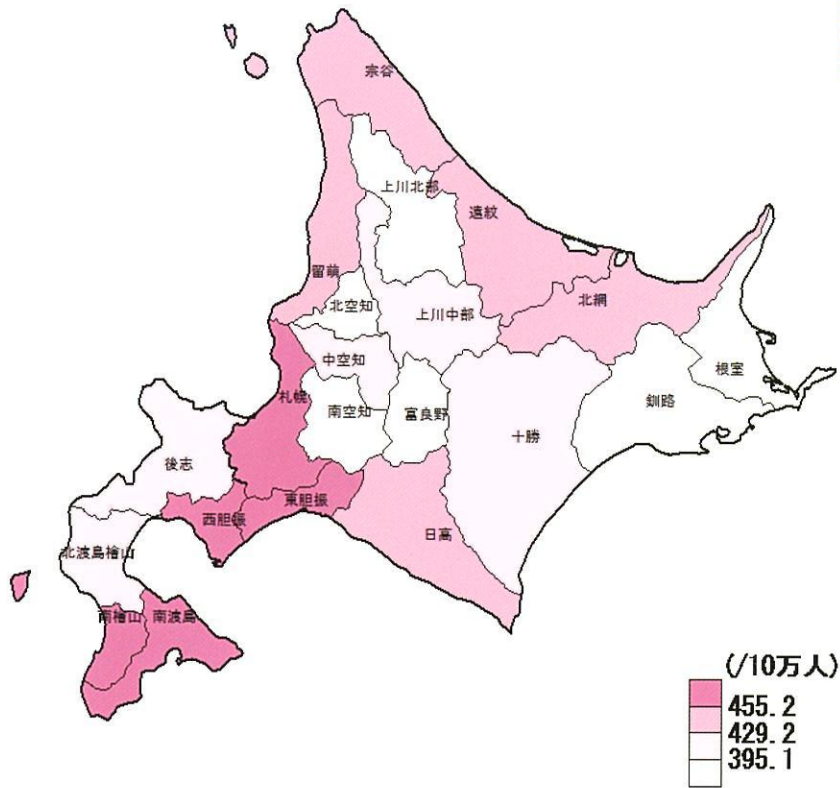 宗谷
上川北部
遠紋
留萌
北空知
上川中部
北網
中空知
根室
札幌
南空知
富良野
釧路
十勝
後志
西胆振
東胆振
日高
北渡島檜山
南檜山
南渡島
(/10万人)
455.2
429.2
395.1